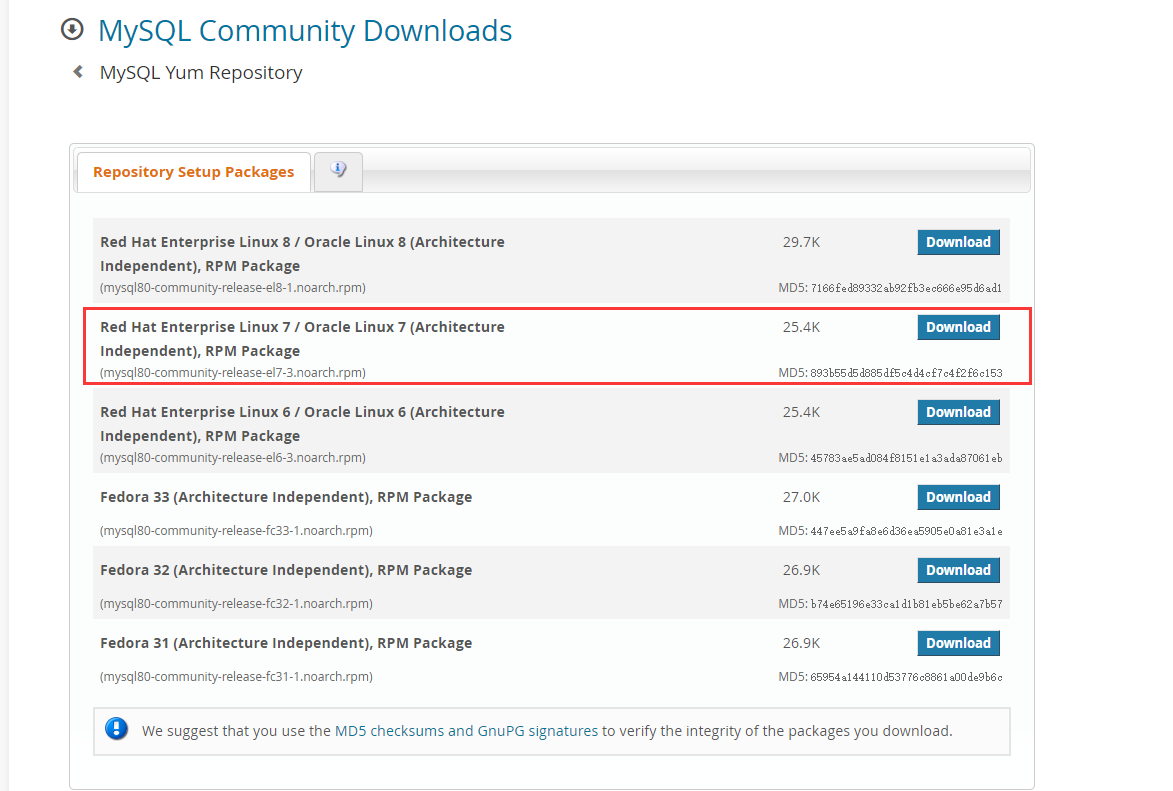 MySQL Community Downloads
MySQL Yum Repository
Repository Setup Packages
Red Hat Enterprise Linux 8 / Oracle Linux 8 (Architecture Independent), RPM Package
29.7K
Download
(mysql80-community-release-el8-1.noarch.rpm)
MD5: 7166fed89332ab92fb3ec666e95d6ad1
Red Hat Enterprise Linux 7 / Oracle Linux 7 (Architecture Independent), RPM Package
25.4K
Download
(mysql80-community-release-el7-3.noarch.rpm)
MD5: 893b55d5d885df5c4d4cf7c4f2f6c153
Red Hat Enterprise Linux 6 / Oracle Linux 6 (Architecture Independent), RPM Package
25.4K
Download
(mysql80-community-release-el6-3.noarch.rpm)
MD5: 45783ae5ad084f8151e1a3ada87061eb
Fedora 33 (Architecture Independent), RPM Package
27.0K
Download
(mysql80-community-release-fc33-1.noarch.rpm)
MD5: 447ee5a9fa8e6d36ea5905e0a81e3a1e
Fedora 32 (Architecture Independent), RPM Package
26.9K
Download
(mysql80-community-release-fc32-1.noarch.rpm)
MD5: b74e65196e33ca1d1b81eb5be62a7b57
Fedora 31 (Architecture Independent), RPM Package
26.9K
Download
(mysql80-community-release-fc31-1.noarch.rpm)
MD5: 65954a144110d53776c8861a00de9b6c
We suggest that you use the MD5 checksums and GnuPG signatures to verify the integrity of the packages you download.